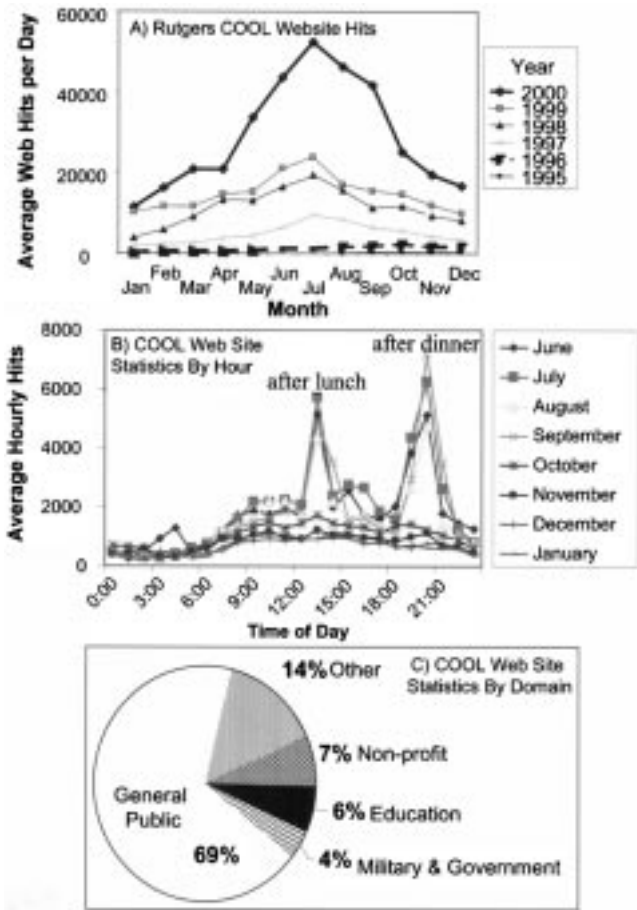 A) Rutgers COOL Website Hits
Average Web Hits per Day
60000
40000
20000
0
Jan Feb Mar Apr May Jun Jul Aug Sep Oct Nov Dec
Month
Year
2000
1999
1998
1997
1996
1995
B) COOL Web Site
Statistics By Hour
after lunch
after dinner
Average Hourly Hits
8000
6000
4000
2000
0
0:00 3:00 6:00 9:00 12:00 15:00 18:00 21:00
Time of Day
June
July
August
September
October
November
December
January
C) COOL Web Site
Statistics By Domain
14% Other
7% Non-profit
6% Education
4% Military & Government
General
Public
69%